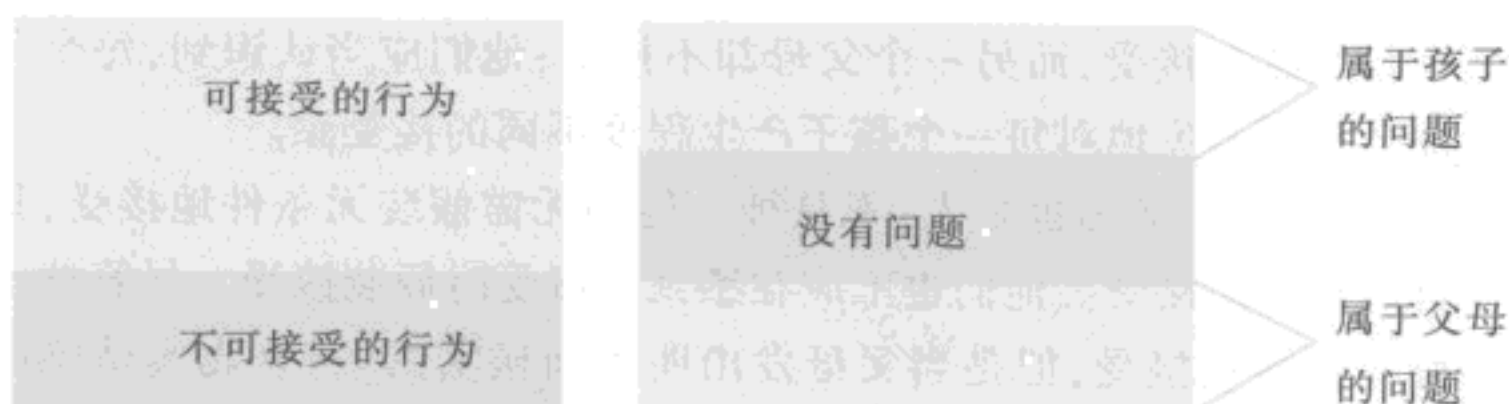 可接受的行为
不可接受的行为
没有问题
属于孩子
的问题
属于父母
的问题